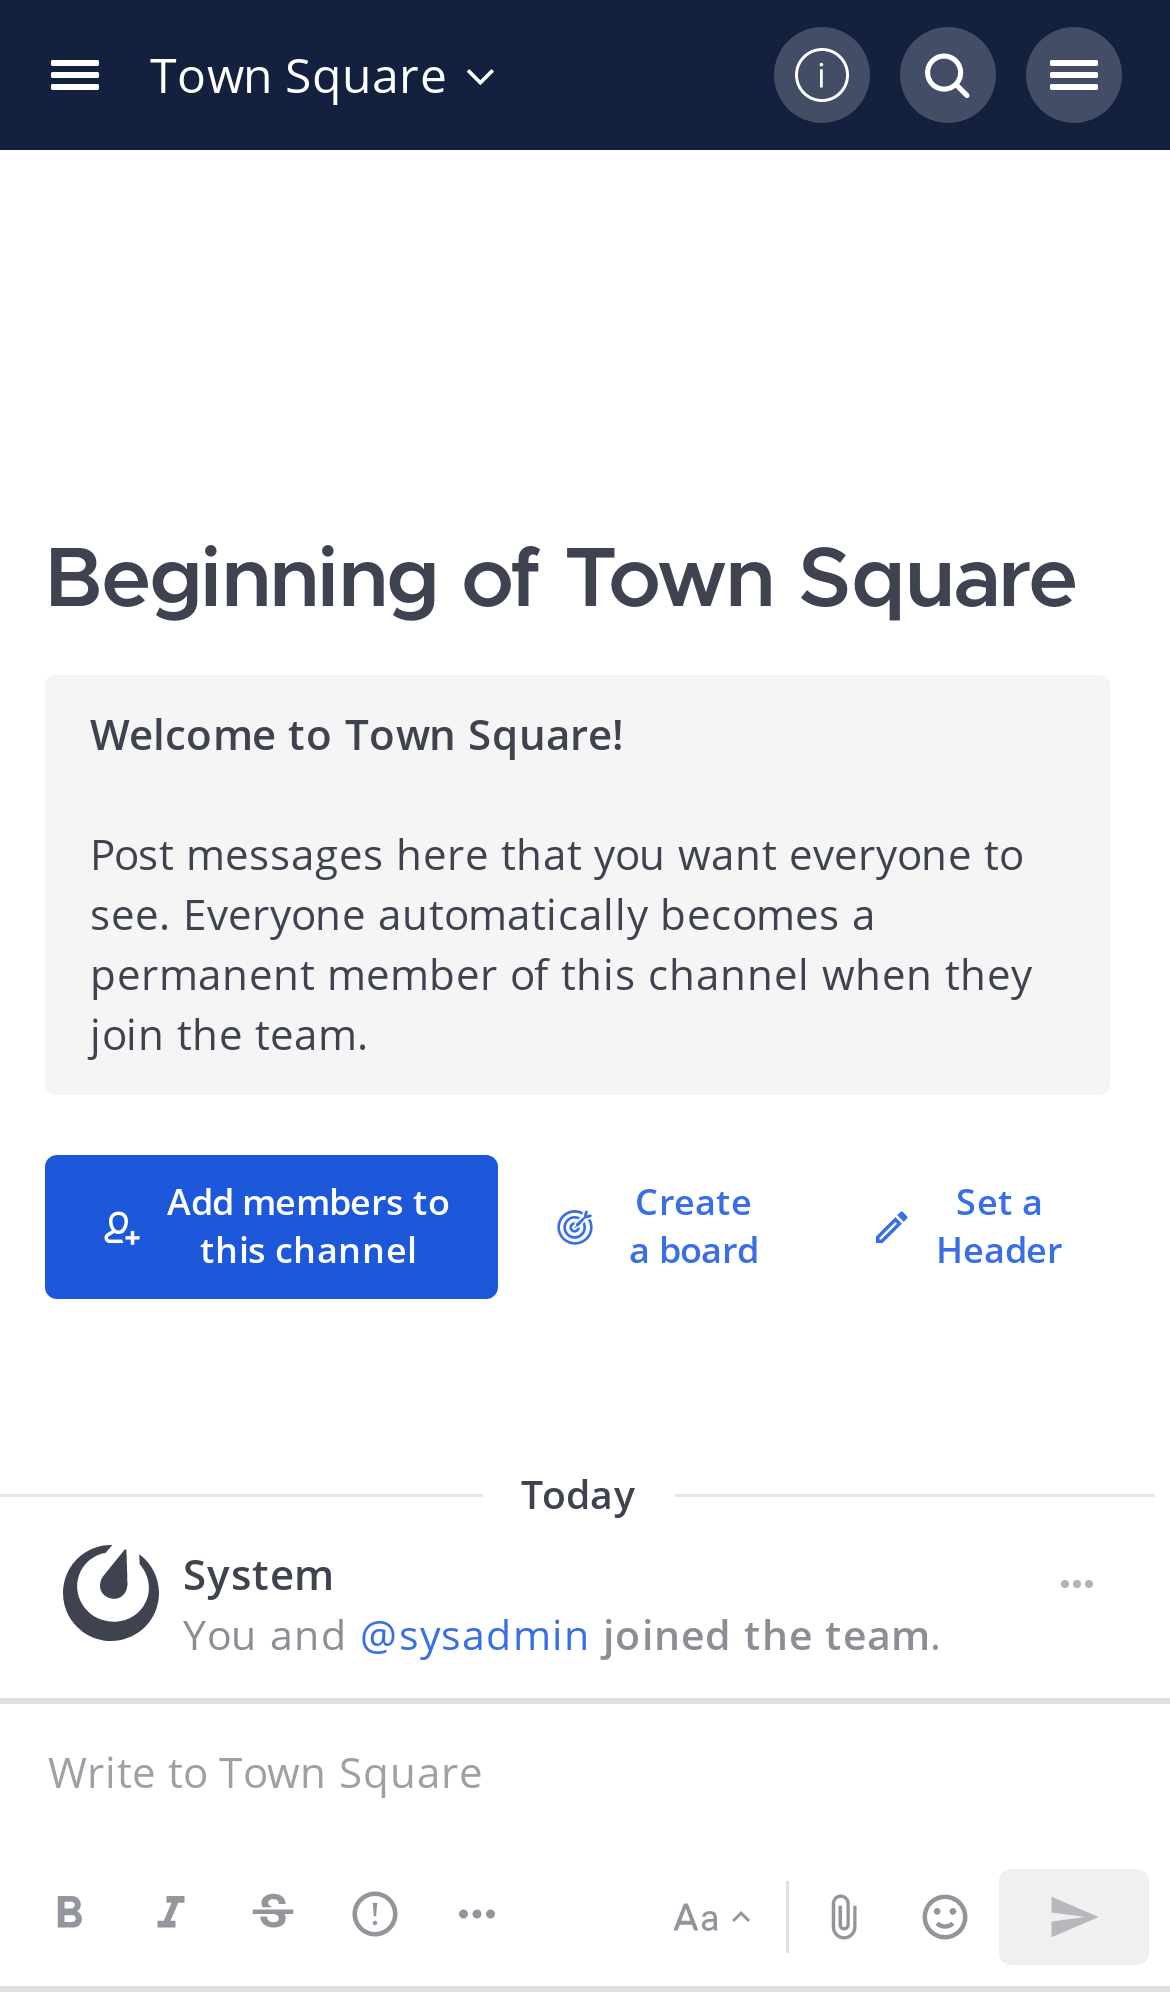 Town Square
Beginning of Town Square
Welcome to Town Square!
Post messages here that you want everyone to
see. Everyone automatically becomes a
permanent member of this channel when they
join the team.
Add members to
this channel
Create
a board
Set a
Header
Today
System
You and @sysadmin joined the team.
Write to Town Square
B I S
Aa